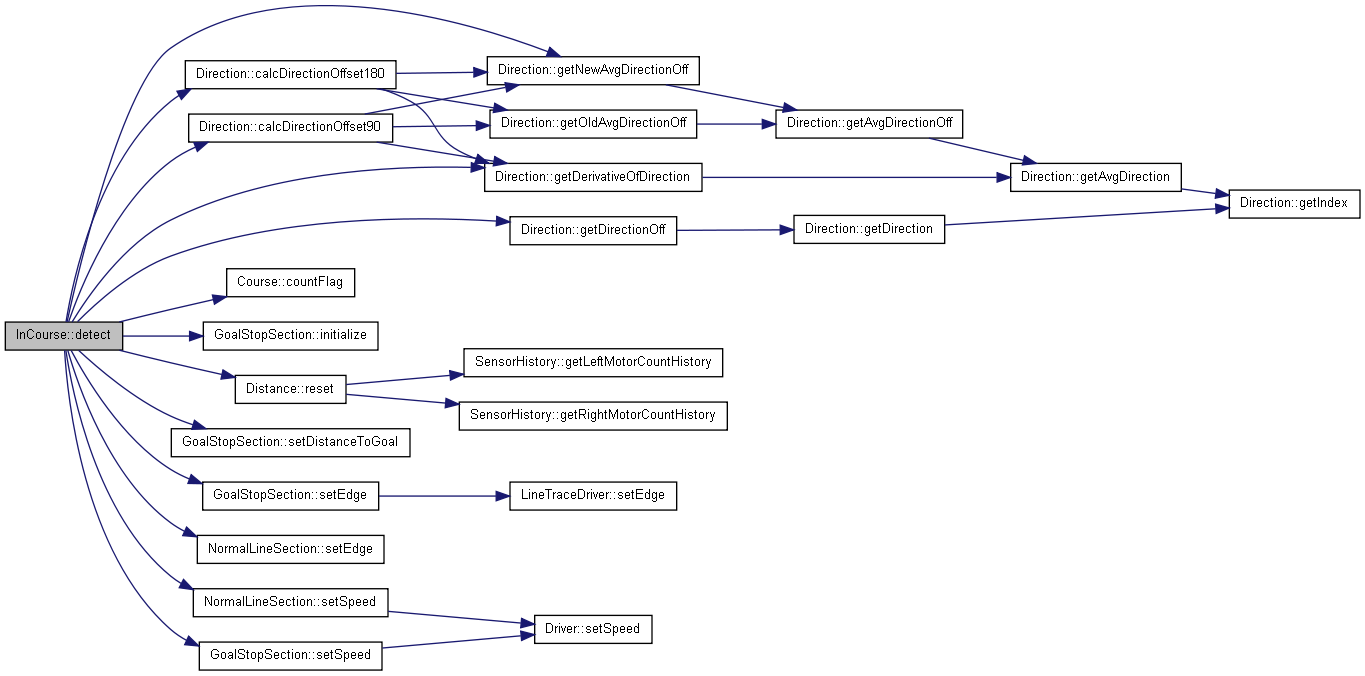 Direction::getNewAvgDirectionOff
Direction::calcDirectionOffset180
Direction::getOldAvgDirectionOff
Direction::getAvgDirectionOff
Direction::calcDirectionOffset90
Direction::getDerivativeOfDirection
Direction::getAvgDirection
Direction::getIndex
Direction::getDirectionOff
Direction::getDirection
Course::countFlag
InCourse::detect
GoalStopSection::initialize
SensorHistory::getLeftMotorCountHistory
Distance::reset
SensorHistory::getRightMotorCountHistory
GoalStopSection::setDistanceToGoal
GoalStopSection::setEdge
LineTraceDriver::setEdge
NormalLineSection::setEdge
NormalLineSection::setSpeed
Driver::setSpeed
GoalStopSection::setSpeed